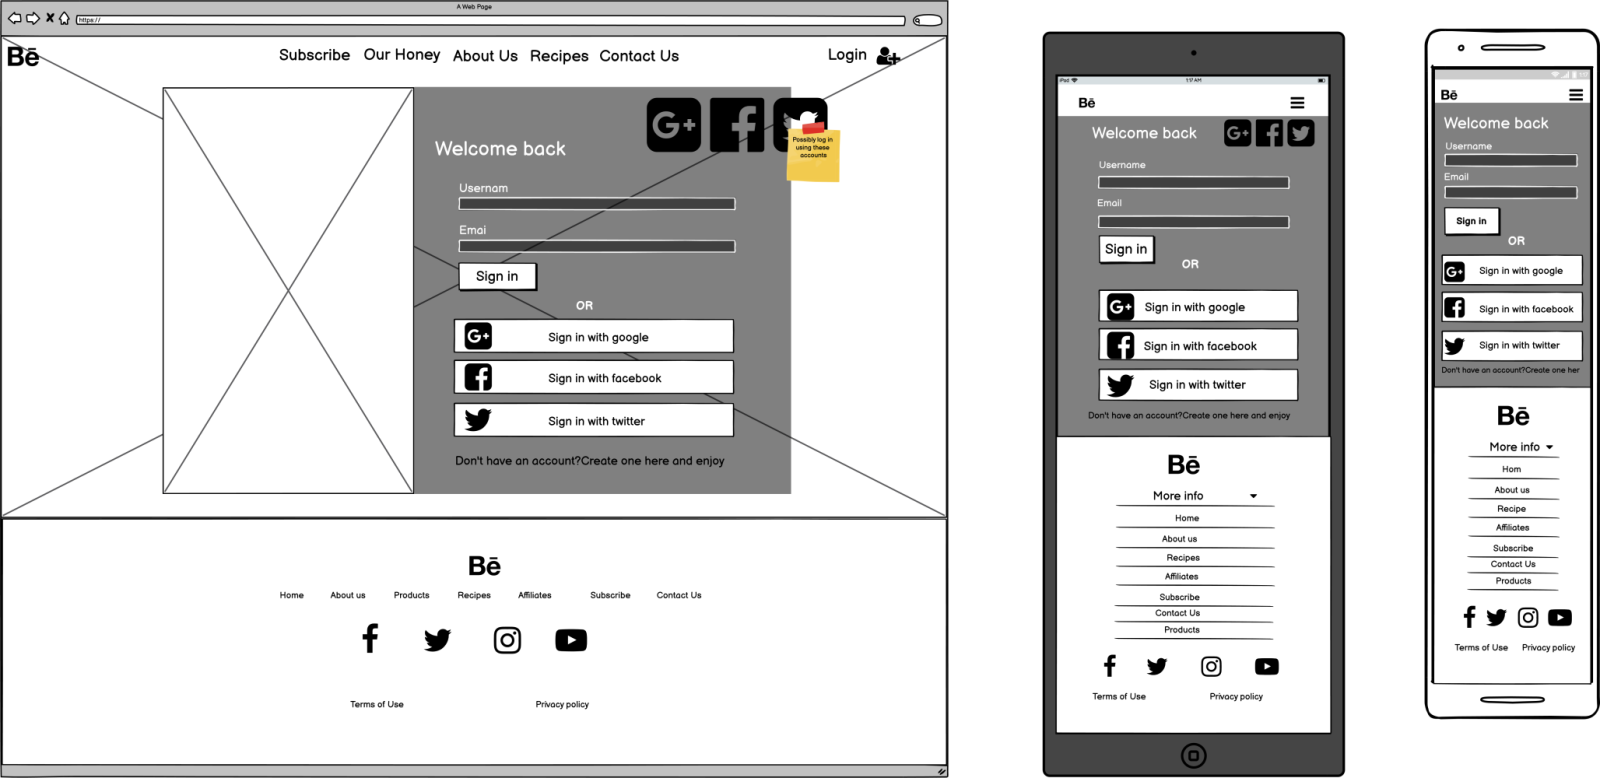 A Web Page
https://
Bē
Subscribe Our Honey About Us Recipes Contact Us
Login
Welcome back
Possibly log in
using these
accounts
Usernam
Emai
Sign in
OR
G+ Sign in with google
Sign in with facebook
Sign in with twitter
Don't have an account?Create one here and enjoy
Bē
Home About us Products Recipes Affiliates Subscribe Contact Us
Terms of Use Privacy policy
iPad 1:17 AM
Bē
Welcome back
Username
Email
Sign in
OR
G+ Sign in with google
Sign in with facebook
Sign in with twitter
Don't have an account?Create one here and enjoy
Bē
More info
Home
About us
Recipes
Affiliates
Subscribe
Contact Us
Products
Terms of Use Privacy policy
Bē
Welcome back
Username
Email
Sign in
OR
G+ Sign in with google
Sign in with facebook
Sign in with twitter
Don't have an account?Create one her
Bē
More info
Hom
About us
Recipe
Affiliates
Subscribe
Contact Us
Products
Terms of Use Privacy policy